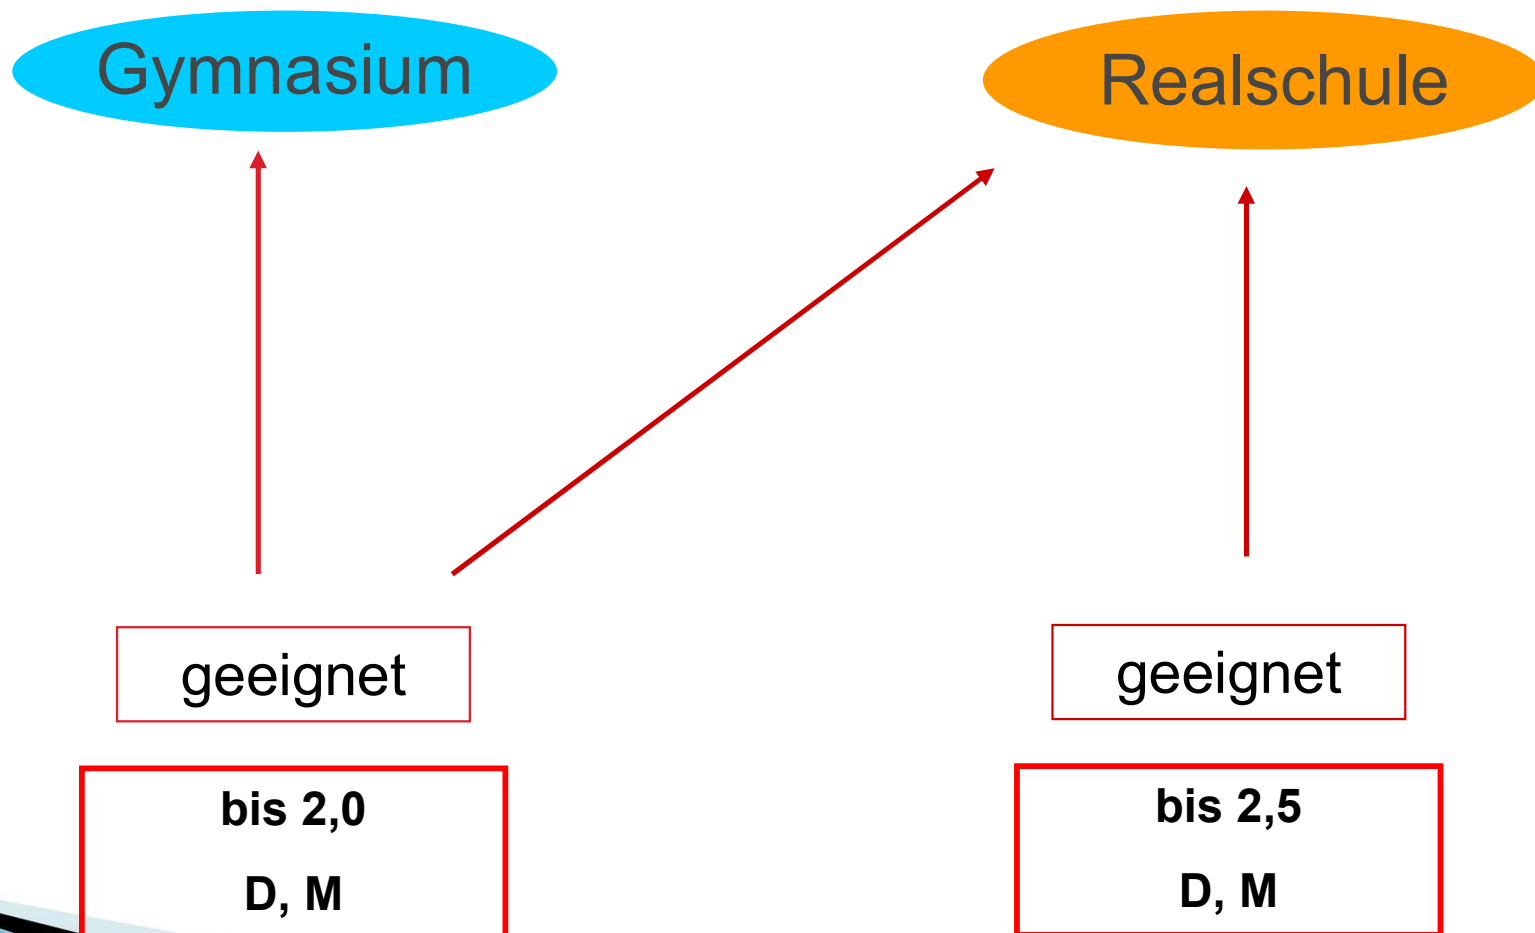 Gymnasium
Realschule
geeignet
geeignet
bis 2,0
D, M
bis 2,5
D, M